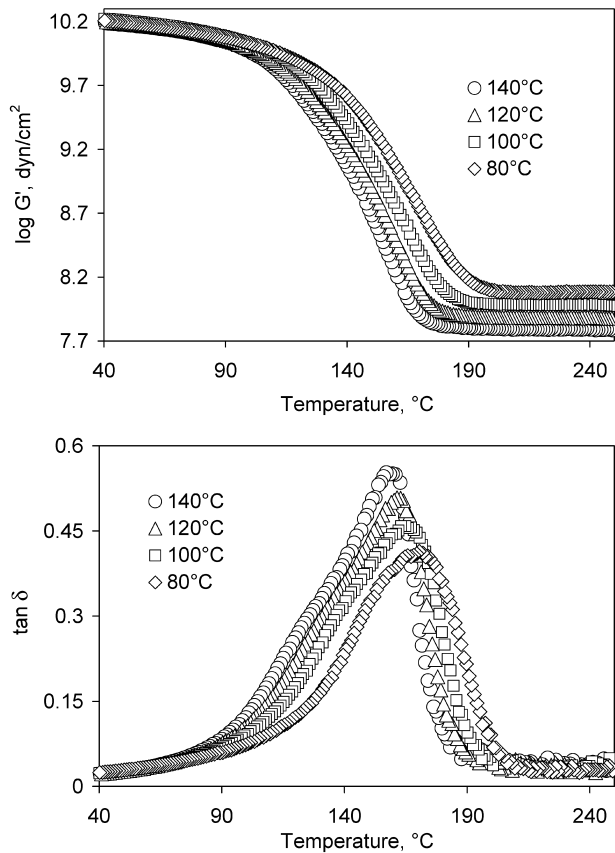 10.2
9.7
9.2
8.7
8.2
7.7
log G', dyn/cm²
140°C
120°C
100°C
80°C
40 90 140 190 240
Temperature, °C
0.6
0.45
0.3
0.15
0
tan δ
140°C
120°C
100°C
80°C
40 90 140 190 240
Temperature, °C